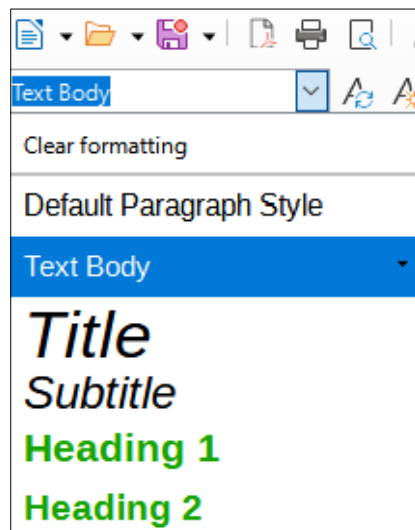 Text Body
Clear formatting
Default Paragraph Style
Text Body
Title
Subtitle
Heading 1
Heading 2